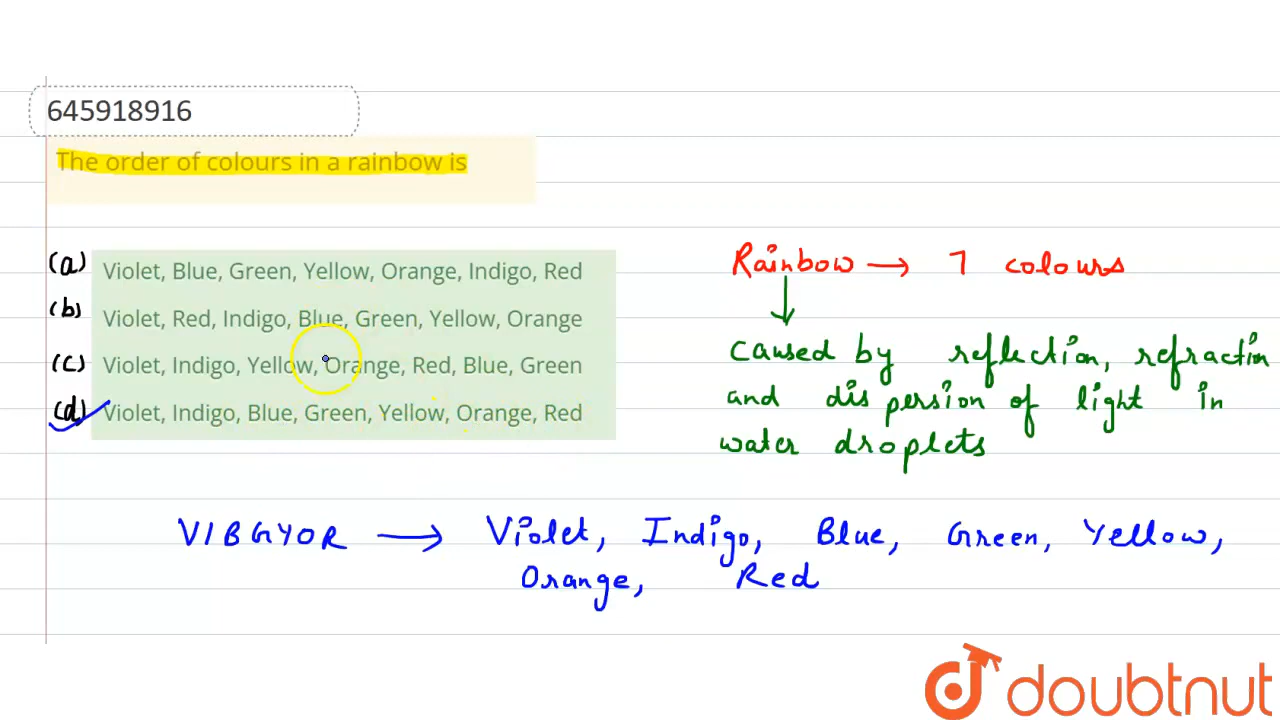 645918916
The order of colours in a rainbow is
(a) Violet, Blue, Green, Yellow, Orange, Indigo, Red
(b) Violet, Red, Indigo, Blue, Green, Yellow, Orange
(c) Violet, Indigo, Yellow, Orange, Red, Blue, Green
(d) Violet, Indigo, Blue, Green, Yellow, Orange, Red
Rainbow → 7 colours
Caused by reflection, refraction
and dispersion of light in
water droplets
VIBGYOR → Violet, Indigo, Blue, Green, Yellow,
Orange, Red
doubtnut